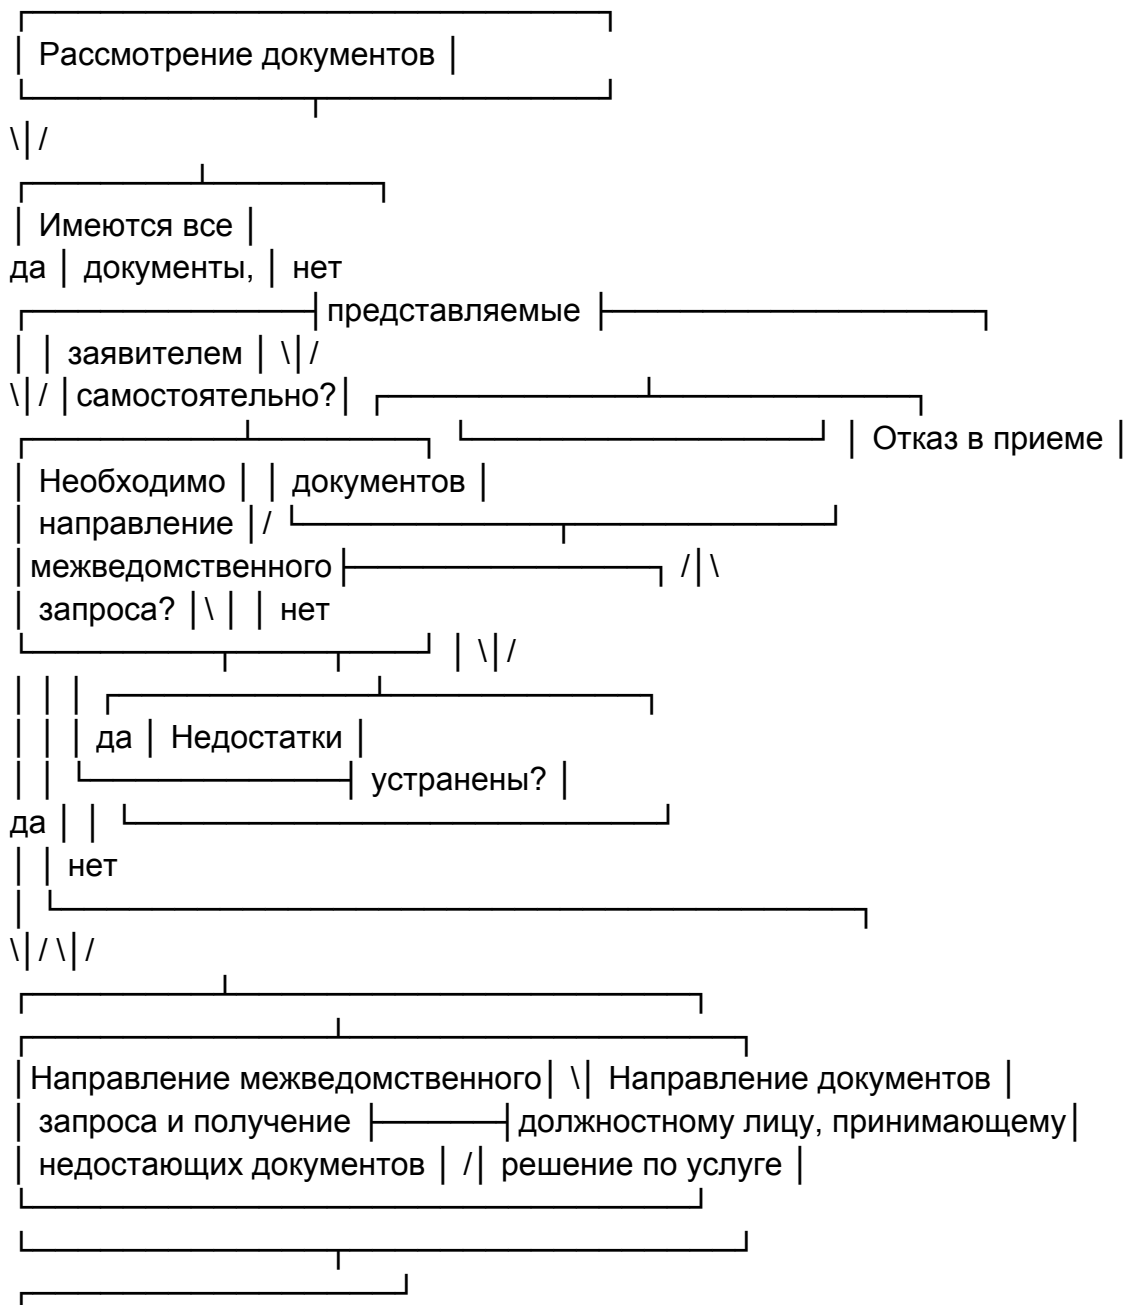 ┌──────────────────────────────┐
│ Рассмотрение документов │
└───────────────┬──────────────┘
\│/
┌─────────┴─────────┐
│ Имеются все │
да │ документы, │ нет
┌───────────────┤представляемые ├────────────────────┐
│ │ заявителем │ \│/
\│/ │самостоятельно?│ ┌──────────────┴──────────────┐
┌────────────┴─────────┐ └───────────────────┘ │ Отказ в приеме │
│ Необходимо │ │ документов │
│ направление │/ └──────────────┬──────────────┘
│межведомственного├────────────────┐ /│\
│ запроса? │\ │ │ нет
└──────────┬─────┬────┘ │ \│/
│ │ │ ┌──────────────┴──────────────┐
│ │ │ да │ Недостатки │
│ │ └──────────────┤ устранены? │
да │ │ └─────────────────────────────┘
│ │ нет
│ └───────────────────────────────────────────┐
\│/ \│/
┌──────────┴─────────────────────────┐
┌─────────────────┴─────────────────────┐
│Направление межведомственного│ \│ Направление документов │
│ запроса и получение ├───────┤должностному лицу, принимающему│
│ недостающих документов │ /│ решение по услуге │
└────────────────────────────────────┘
└─────────────────┬─────────────────────┘
┌────────────────────┘